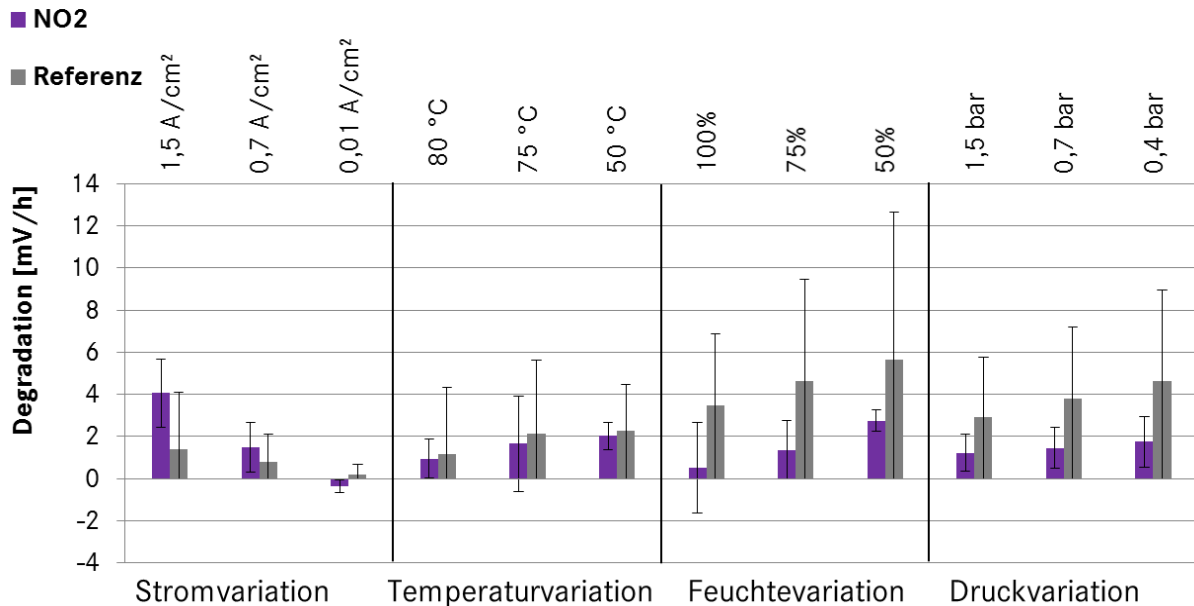 NO2
Referenz
1,5 A/cm²
0,7 A/cm²
0,01 A/cm²
80 °C
75 °C
50 °C
100%
75%
50%
1,5 bar
0,7 bar
0,4 bar
Degradation [mV/h]
14
12
10
8
6
4
2
0
-2
-4
Stromvariation
Temperaturvariation
Feuchtevariation
Druckvariation